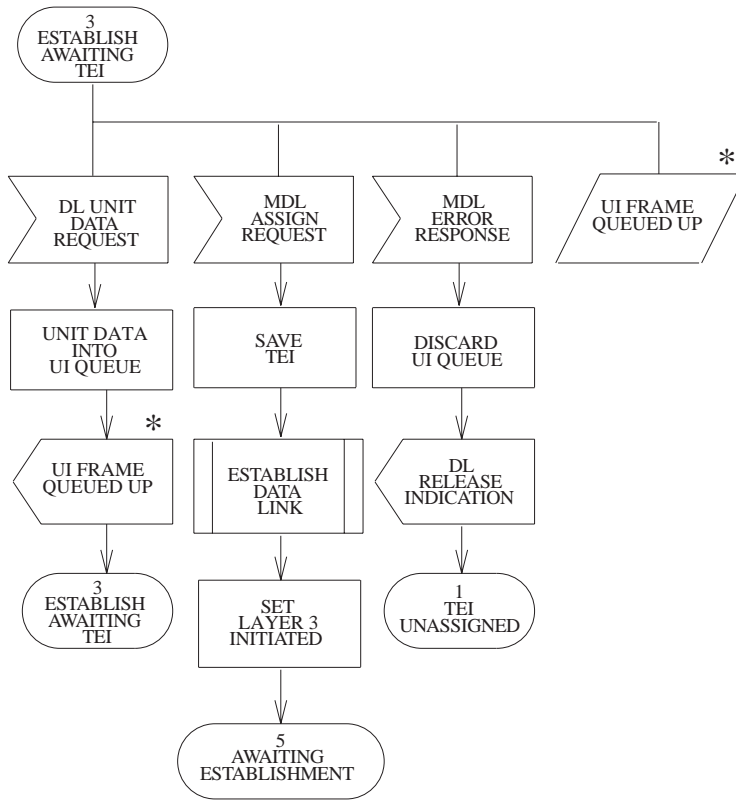 3
ESTABLISH
AWAITING
TEI
*
DL UNIT
DATA
REQUEST
MDL
ASSIGN
REQUEST
MDL
ERROR
RESPONSE
UI FRAME
QUEUED UP
UNIT DATA
INTO
UI QUEUE
SAVE
TEI
DISCARD
UI QUEUE
*
UI FRAME
QUEUED UP
ESTABLISH
DATA
LINK
DL
RELEASE
INDICATION
3
ESTABLISH
AWAITING
TEI
SET
LAYER 3
INITIATED
1
TEI
UNASSIGNED
5
AWAITING
ESTABLISHMENT